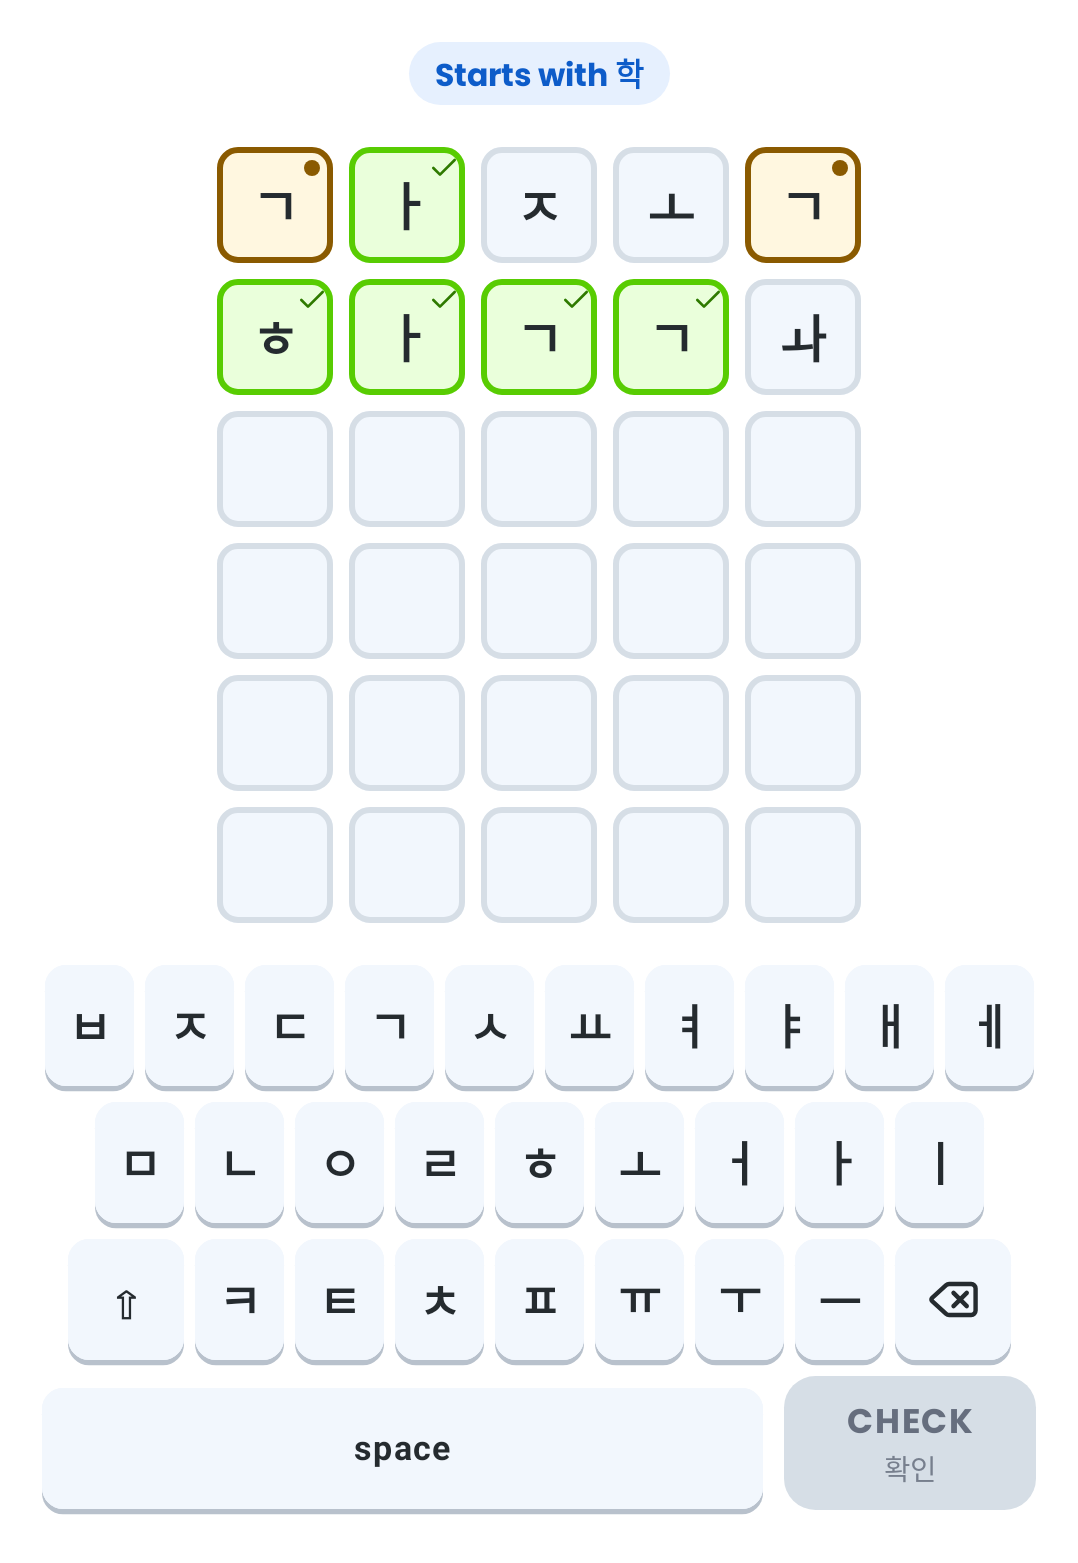 Starts with 학
ㄱ ㅏ ㅈ ㅗ ㄱ
ㅎ ㅏ ㄱ ㄱ ㅘ
ㅂ ㅈ ㄷ ㄱ ㅅ ㅛ ㅕ ㅑ ㅐ ㅔ
ㅁ ㄴ ㅇ ㄹ ㅎ ㅗ ㅓ ㅏ ㅣ
⇧ ㅋ ㅌ ㅊ ㅍ ㅠ ㅜ ㅡ
space
CHECK
확인